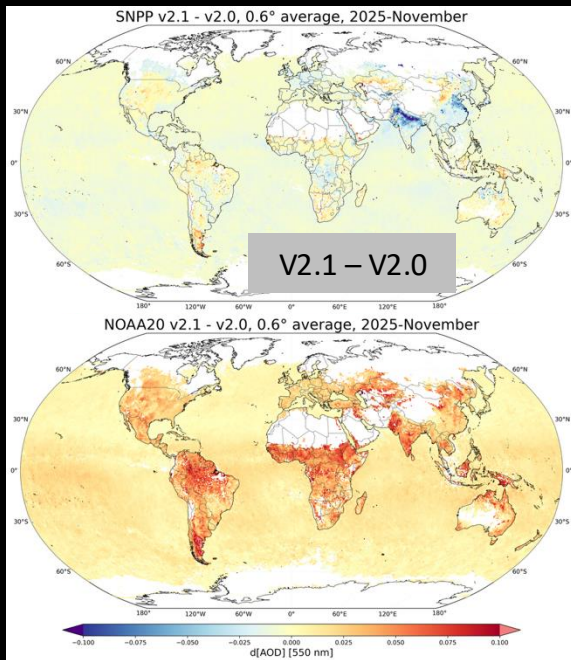 SNPP v2.1 - v2.0, 0.6° average, 2025-November
60°N
30°N
30°N
0°
0°
30°S
30°S
V2.1 – V2.0
60°S
60°S
120°W
60°W
0°E
60°E
120°E
180°
NOAA20 v2.1 - v2.0, 0.6° average, 2025-November
60°N
60°N
30°N
30°N
0°
0°
30°S
30°S
60°S
60°S
180°
120°W
60°W
0°E
60°E
120°E
180°
−0.100
−0.075
−0.050
−0.025
0.000
0.025
0.050
0.075
0.100
d[AOD] [550 nm]